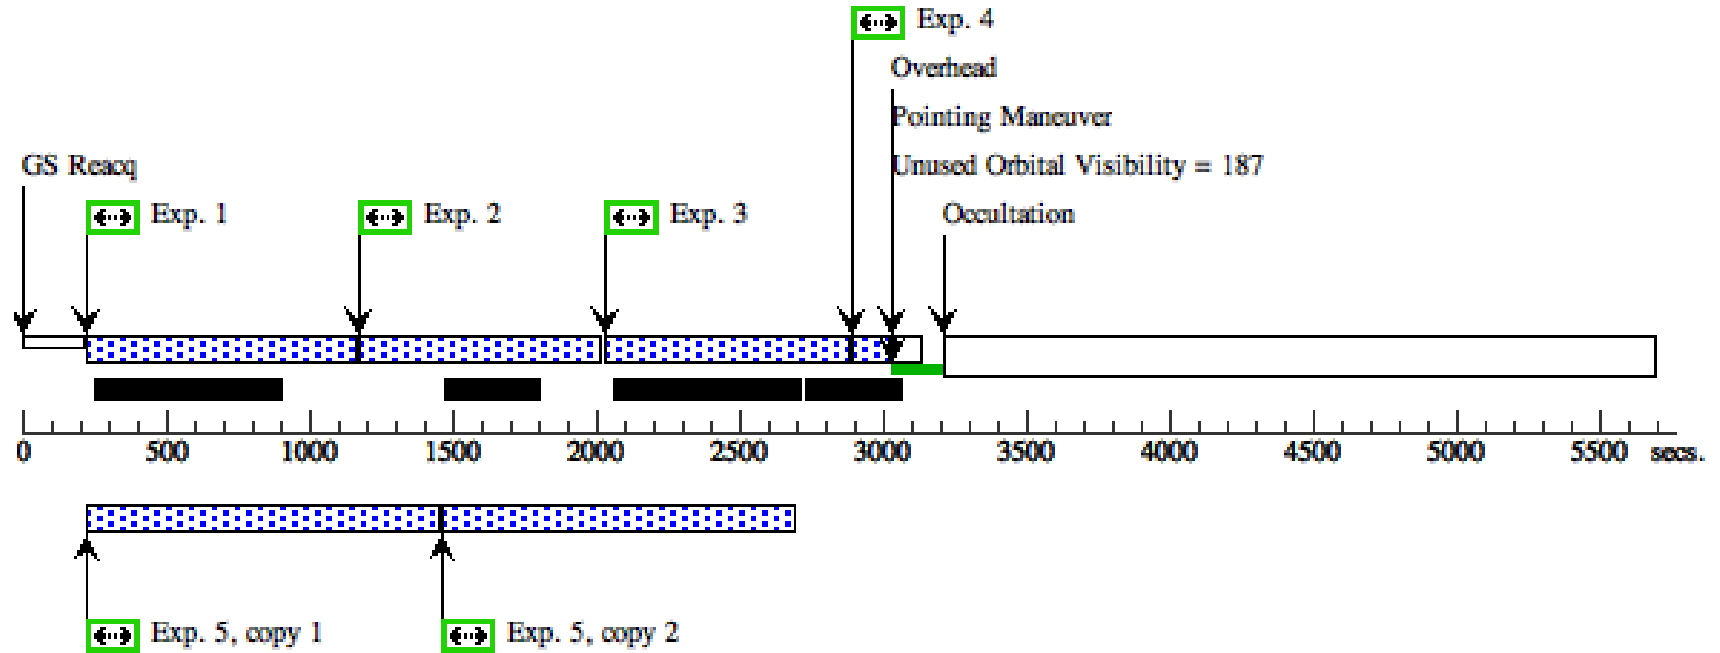 Exp. 4
Overhead
Pointing Maneuver
GS Reacq
Unused Orbital Visibility = 187
Exp. 1
Exp. 2
Exp. 3
Occultation
0 500 1000 1500 2000 2500 3000 3500 4000 4500 5000 5500 secs.
Exp. 5, copy 1
Exp. 5, copy 2